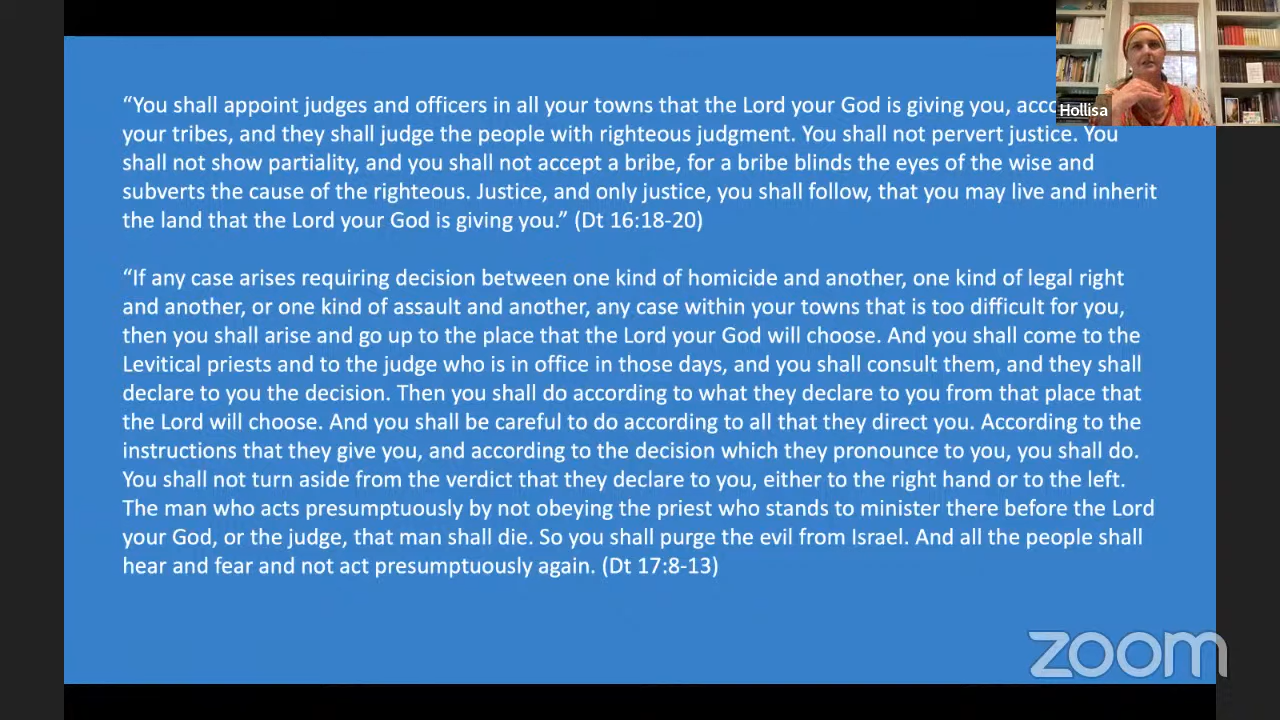 “You shall appoint judges and officers in all your towns that the Lord your God is giving you,
your tribes, and they shall judge the people with righteous judgment. You shall not pervert justice. You
shall not show partiality, and you shall not accept a bribe, for a bribe blinds the eyes of the wise and
subverts the cause of the righteous. Justice, and only justice, you shall follow, that you may live and inherit
the land that the Lord your God is giving you.” (Dt 16:18-20)
“If any case arises requiring decision between one kind of homicide and another, one kind of legal right
and another, or one kind of assault and another, any case within your towns that is too difficult for you,
then you shall arise and go up to the place that the Lord your God will choose. And you shall come to the
Levitical priests and to the judge who is in office in those days, and you shall consult them, and they shall
declare to you the decision. Then you shall do according to what they declare to you from that place that
the Lord will choose. And you shall be careful to do according to all that they direct you. According to the
instructions that they give you, and according to the decision which they pronounce to you, you shall do.
You shall not turn aside from the verdict that they declare to you, either to the right hand or to the left.
The man who acts presumptuously by not obeying the priest who stands to minister there before the Lord
your God, or the judge, that man shall die. So you shall purge the evil from Israel. And all the people shall
hear and fear and not act presumptuously again. (Dt 17:8-13)
Hollisa
zoom